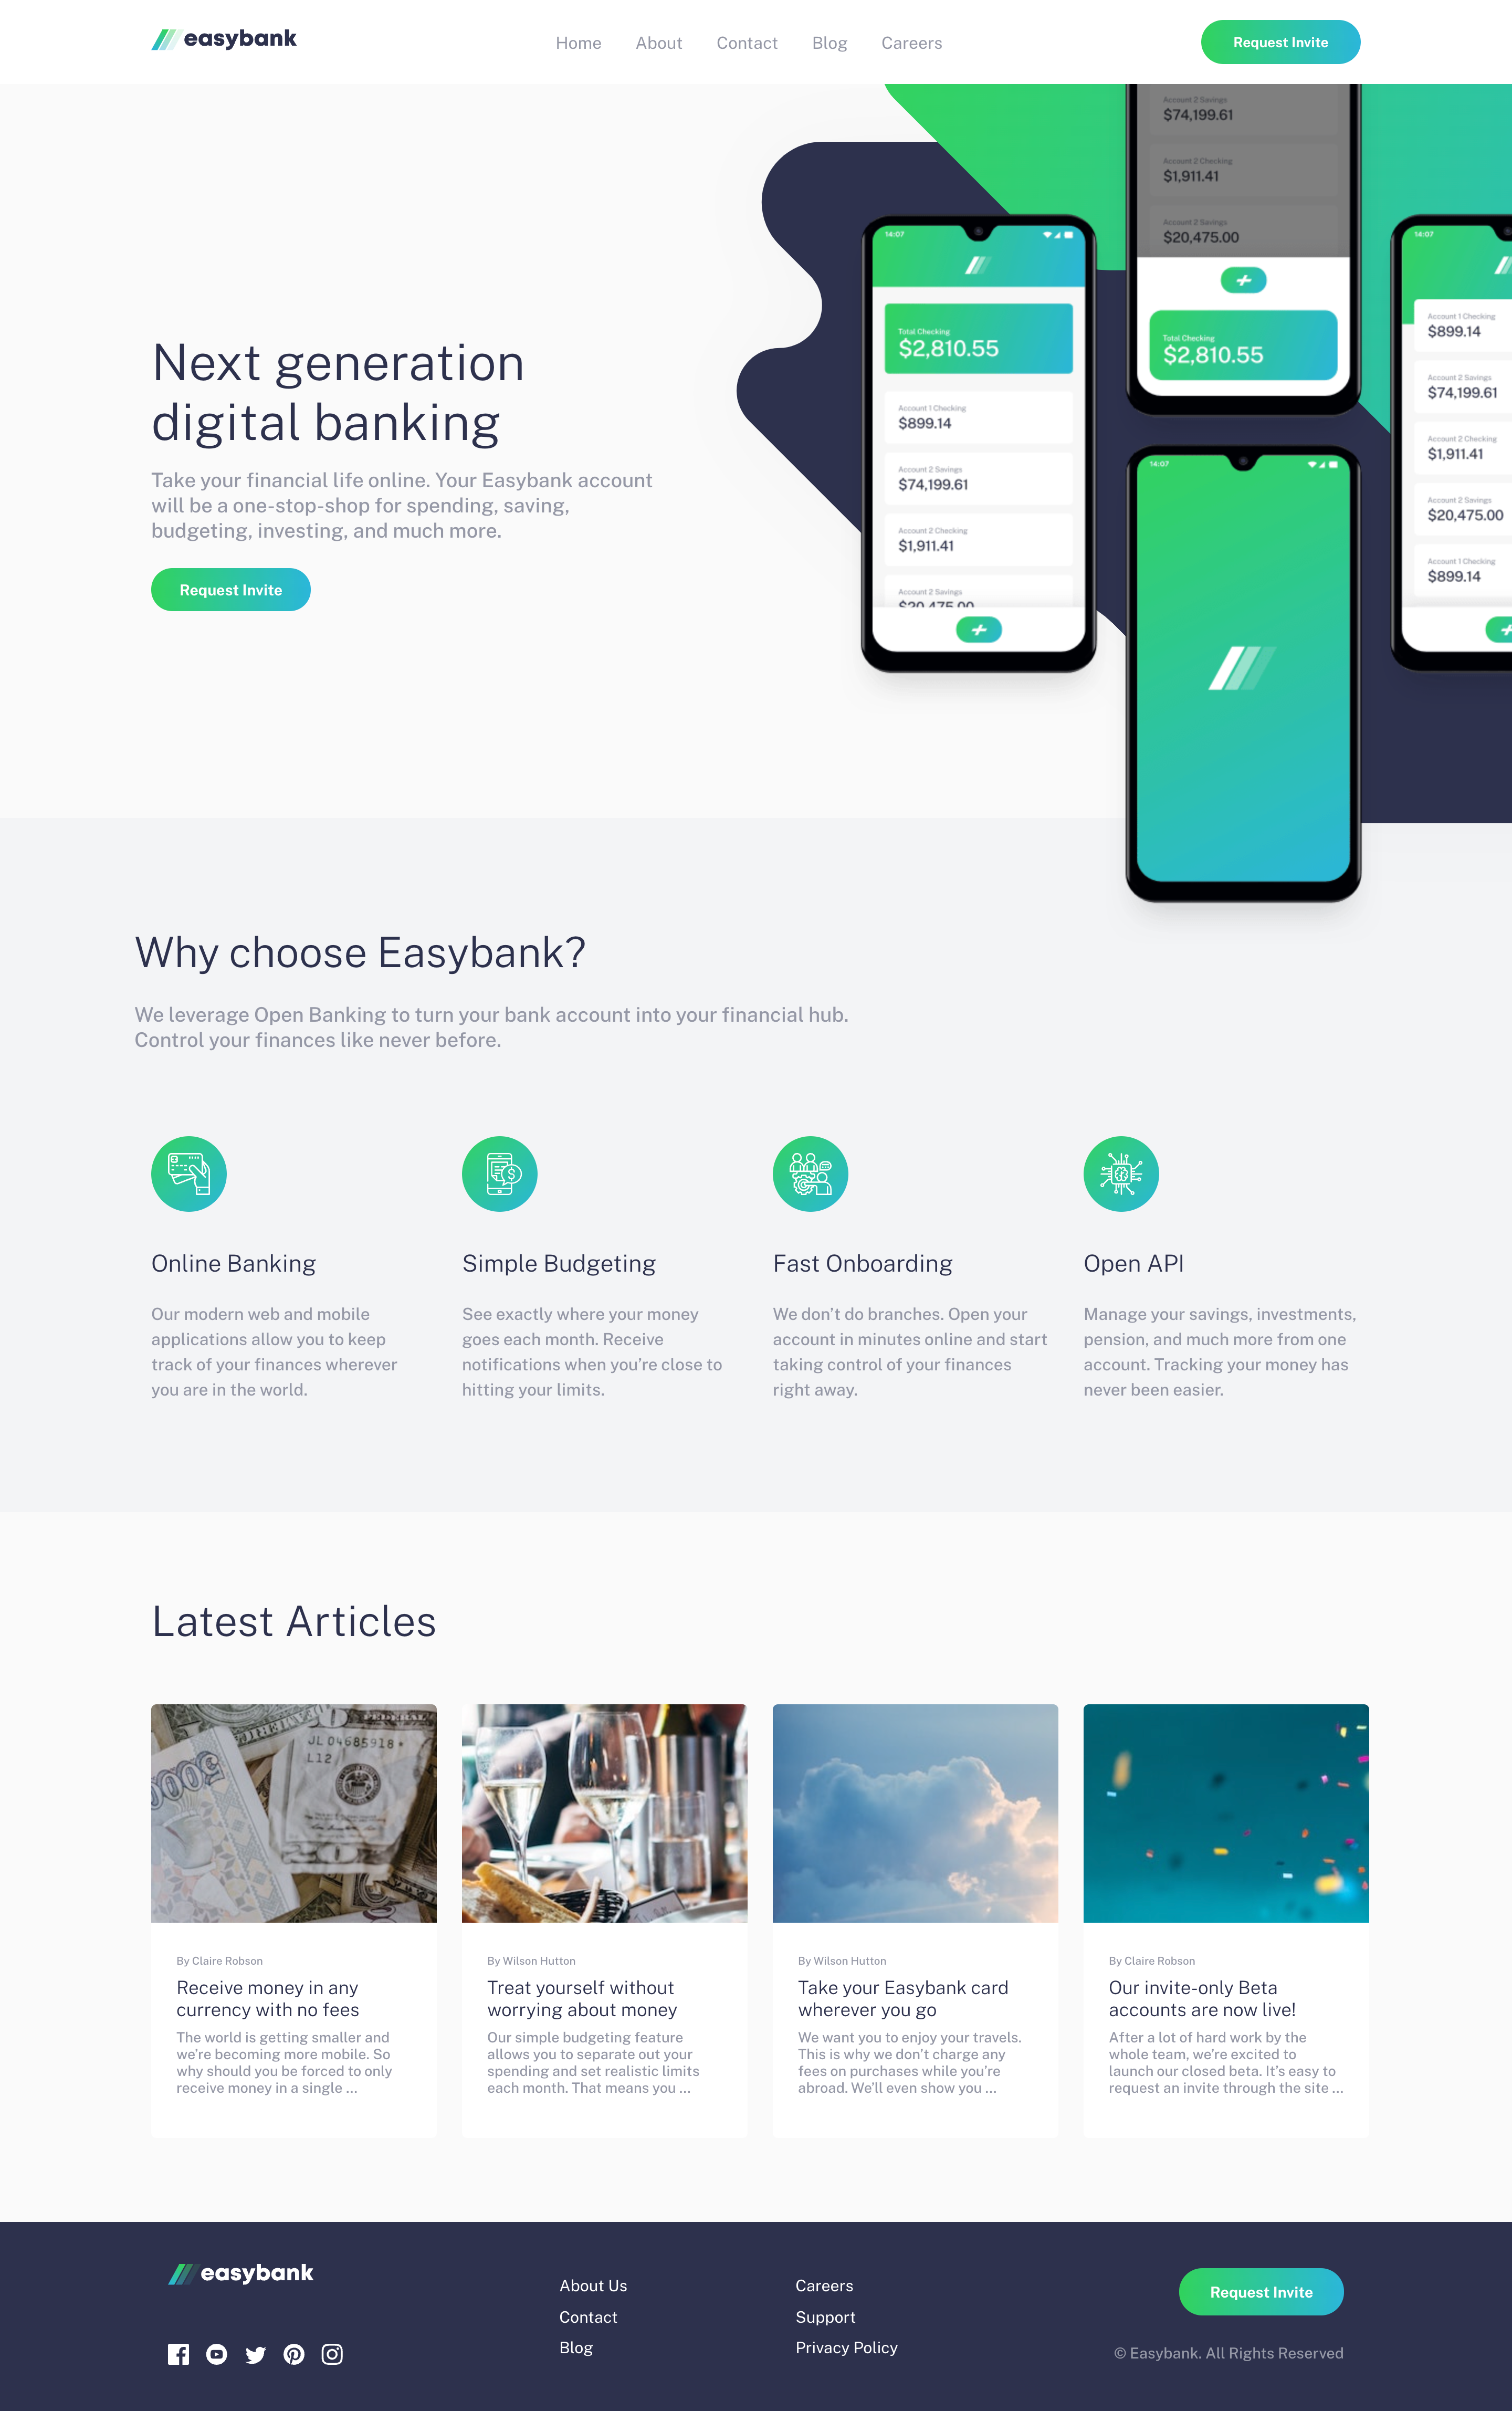 easybank
Home
About
Contact
Blog
Careers
Request Invite
Account 2 Savings
$74,199.61
Account 2 Checking
$1,911.41
Account 2 Savings
$20,475.00
Total Checking
$2,810.55
14:07
Total Checking
$2,810.55
Account 1 Checking
$899.14
Account 2 Savings
$74,199.61
Account 2 Checking
$1,911.41
Account 2 Savings
$20,475.00
14:07
Account 1 Checking
$899.14
Account 2 Savings
$74,199.61
Account 2 Checking
$1,911.41
Account 2 Savings
$20,475.00
Account 1 Checking
$899.14
14:07
Next generation
digital banking
Take your financial life online. Your Easybank account
will be a one-stop-shop for spending, saving,
budgeting, investing, and much more.
Request Invite
Why choose Easybank?
We leverage Open Banking to turn your bank account into your financial hub.
Control your finances like never before.
Online Banking
Our modern web and mobile
applications allow you to keep
track of your finances wherever
you are in the world.
Simple Budgeting
See exactly where your money
goes each month. Receive
notifications when you’re close to
hitting your limits.
Fast Onboarding
We don’t do branches. Open your
account in minutes online and start
taking control of your finances
right away.
Open API
Manage your savings, investments,
pension, and much more from one
account. Tracking your money has
never been easier.
Latest Articles
FEDERAL
JL 04685918 *
L12
5000
By Claire Robson
Receive money in any
currency with no fees
The world is getting smaller and
we’re becoming more mobile. So
why should you be forced to only
receive money in a single …
By Wilson Hutton
Treat yourself without
worrying about money
Our simple budgeting feature
allows you to separate out your
spending and set realistic limits
each month. That means you …
By Wilson Hutton
Take your Easybank card
wherever you go
We want you to enjoy your travels.
This is why we don’t charge any
fees on purchases while you’re
abroad. We’ll even show you …
By Claire Robson
Our invite-only Beta
accounts are now live!
After a lot of hard work by the
whole team, we’re excited to
launch our closed beta. It’s easy to
request an invite through the site …
easybank
About Us
Contact
Blog
Careers
Support
Privacy Policy
Request Invite
© Easybank. All Rights Reserved